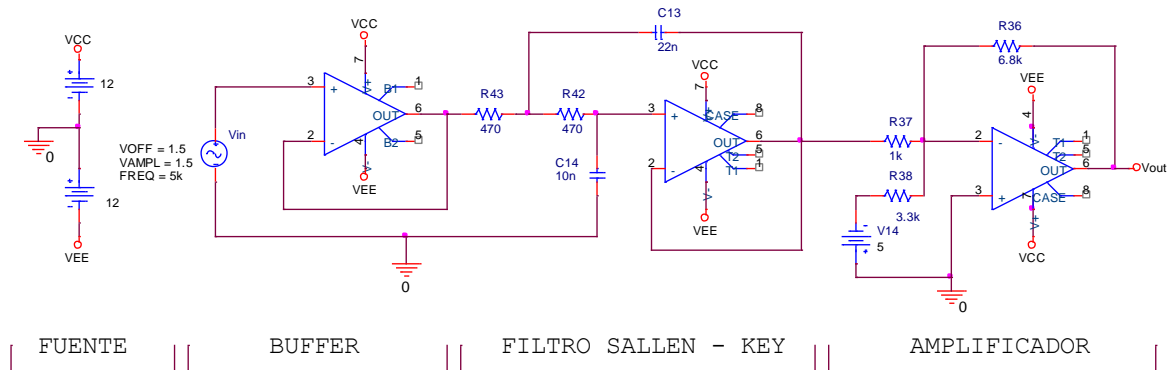 VCC
12
0
12
VEE
FUENTE
Vin
VOFF = 1.5
VAMPL = 1.5
FREQ = 5k
VCC
7
3
+
V+
B1
1
OUT
6
2
-
B2
5
4
V-
VEE
0
BUFFER
R43
470
R42
470
C13
22n
C14
10n
VCC
7
3
+
V+
CASE
8
OUT
6
2
-
T2
5
T1
1
4
V-
VEE
FILTRO SALLEN - KEY
R36
6.8k
R37
1k
R38
3.3k
V14
5
VEE
4
2
-
V-
T1
1
T2
5
OUT
6
3
+
CASE
8
7
V+
VCC
Vout
0
AMPLIFICADOR